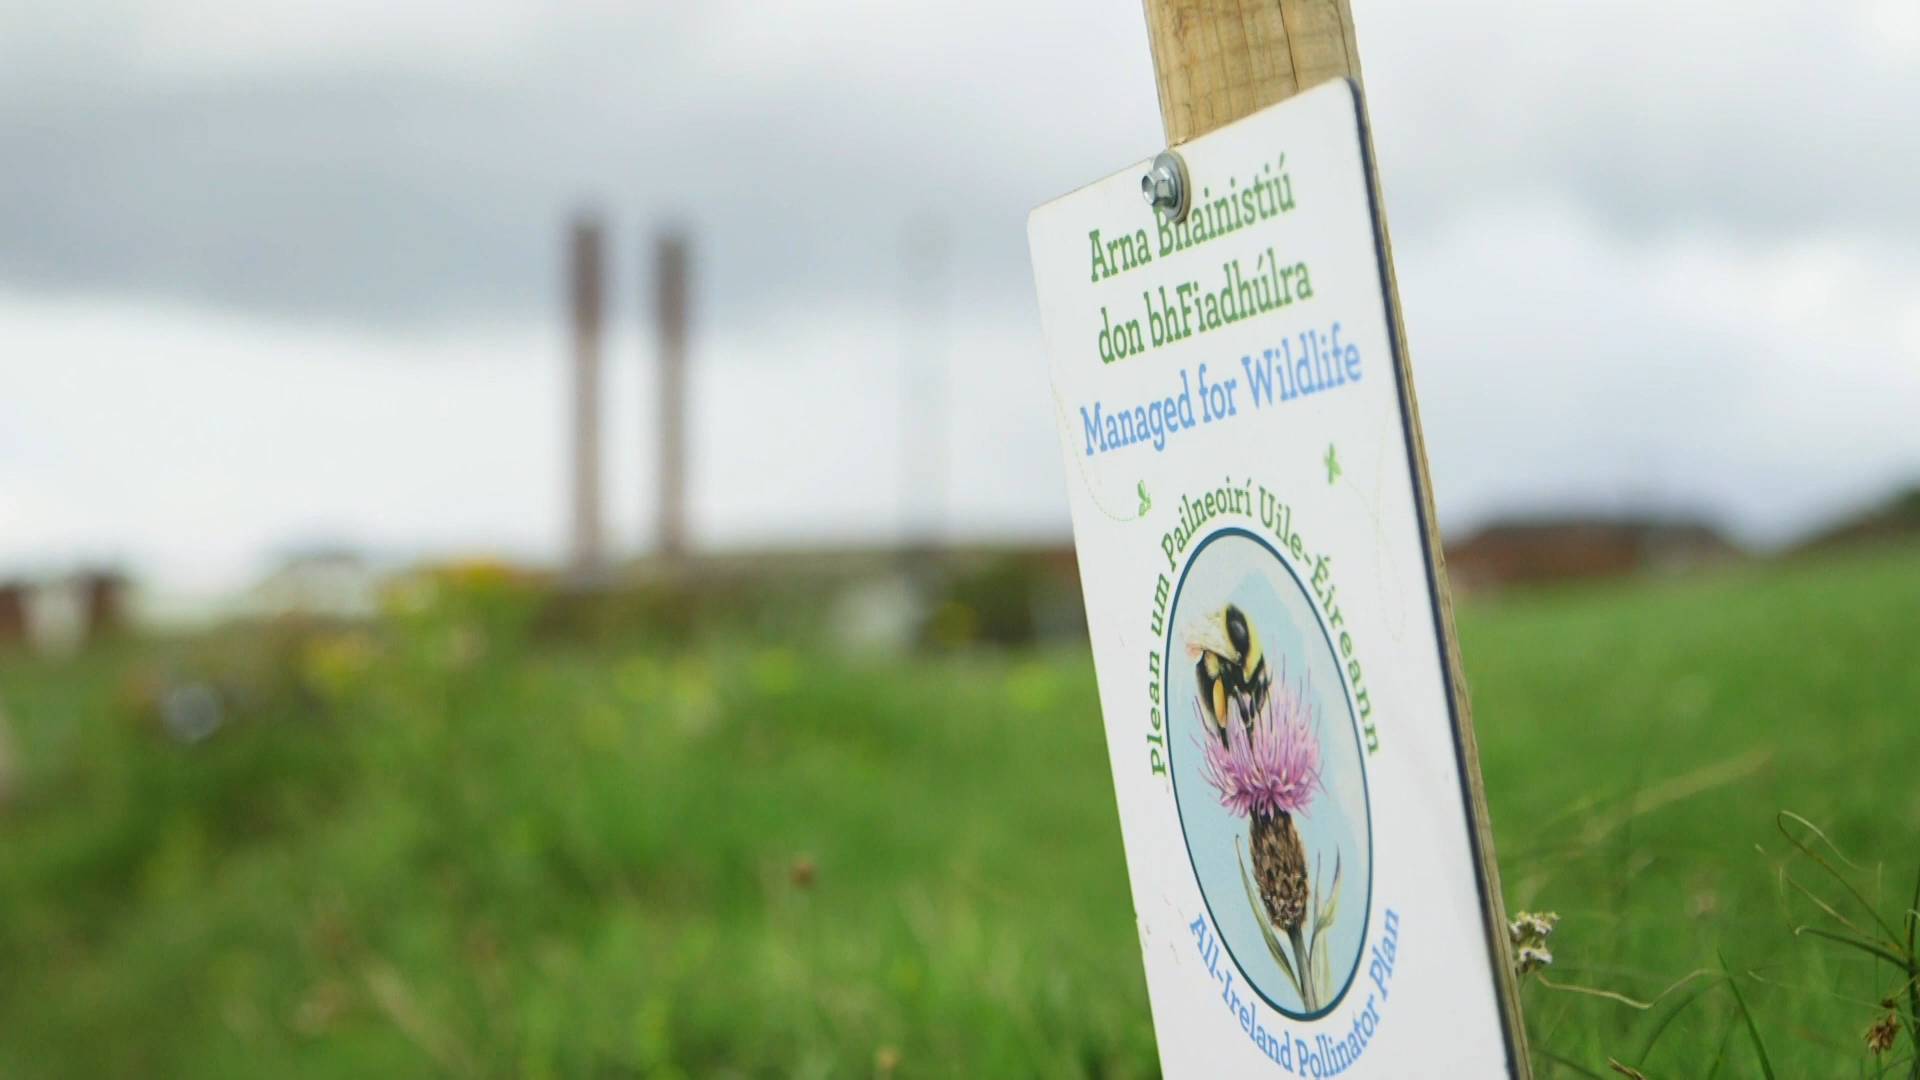 Arna Bhainistiú
don bhFiadhúlra
Managed for Wildlife
Plean um Pailneoirí Uile-Éireann
All-Ireland Pollinator Plan